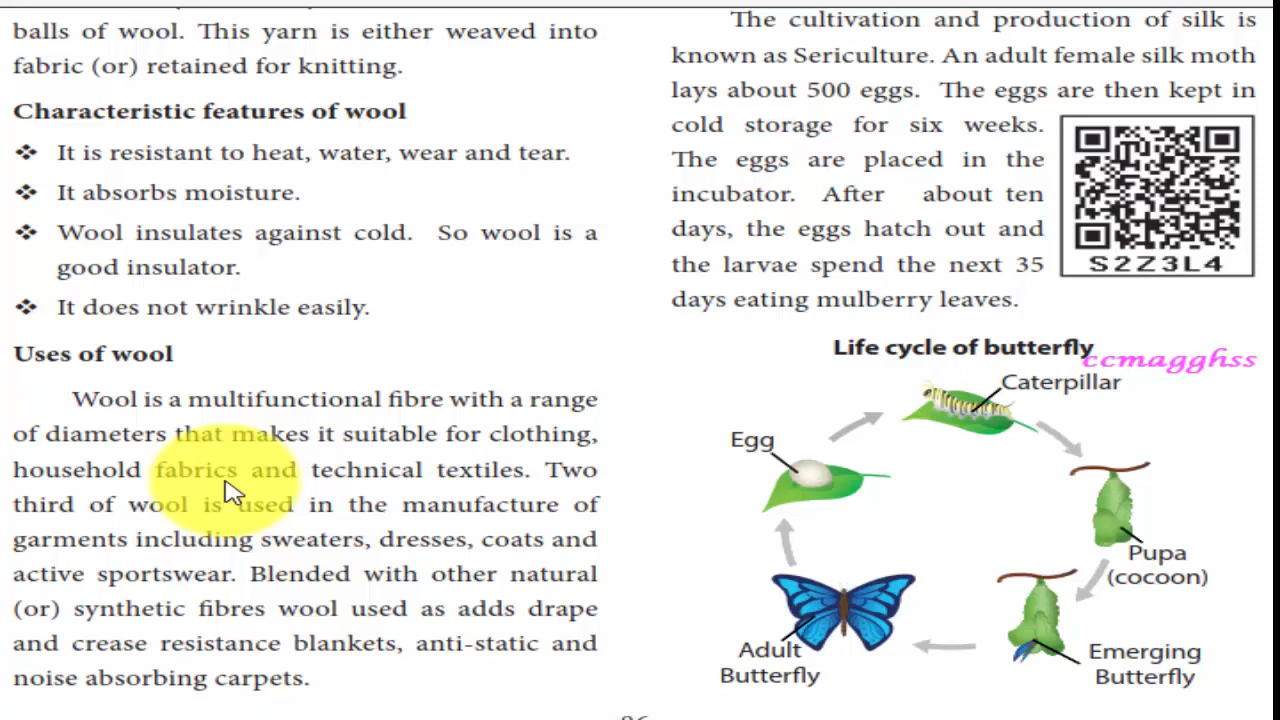 balls of wool. This yarn is either weaved into
fabric (or) retained for knitting.
Characteristic features of wool
❖ It is resistant to heat, water, wear and tear.
❖ It absorbs moisture.
❖ Wool insulates against cold. So wool is a
good insulator.
❖ It does not wrinkle easily.
Uses of wool
Wool is a multifunctional fibre with a range
of diameters that makes it suitable for clothing,
household fabrics and technical textiles. Two
third of wool is used in the manufacture of
garments including sweaters, dresses, coats and
active sportswear. Blended with other natural
(or) synthetic fibres wool used as adds drape
and crease resistance blankets, anti-static and
noise absorbing carpets.
The cultivation and production of silk is
known as Sericulture. An adult female silk moth
lays about 500 eggs. The eggs are then kept in
cold storage for six weeks.
The eggs are placed in the
incubator. After about ten
days, the eggs hatch out and
the larvae spend the next 35
days eating mulberry leaves.
S2Z3L4
Life cycle of butterfly
ccmagghss
Caterpillar
Egg
Pupa
(cocoon)
Adult
Butterfly
Emerging
Butterfly